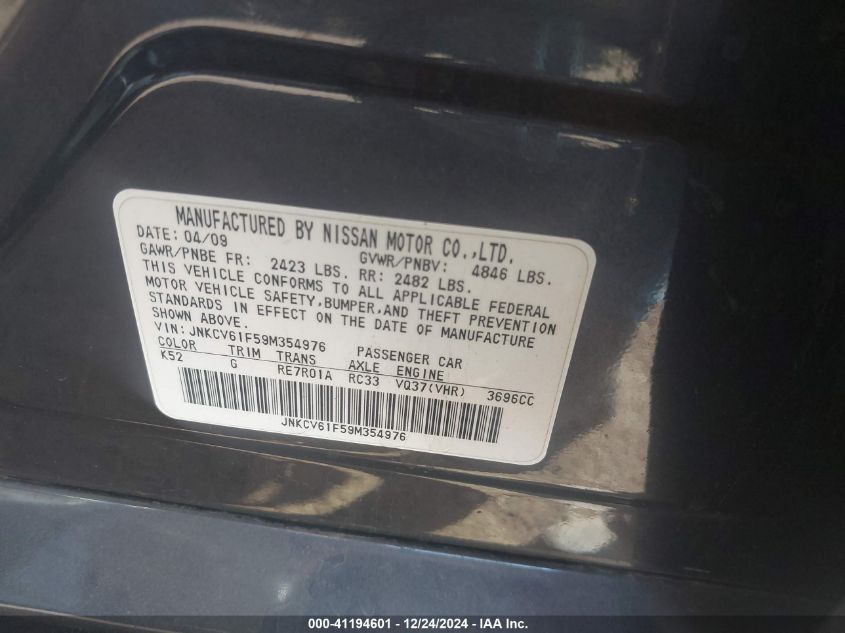 MANUFACTURED BY NISSAN MOTOR CO.,LTD.
DATE: 04/09 GVWR/PNBV: 4846 LBS.
GAWR/PNBE FR: 2423 LBS. RR: 2482 LBS.
THIS VEHICLE CONFORMS TO ALL APPLICABLE FEDERAL
MOTOR VEHICLE SAFETY,BUMPER,AND THEFT PREVENTION
STANDARDS IN EFFECT ON THE DATE OF MANUFACTURE
SHOWN ABOVE.
VIN: JNKCV61F59M354976 PASSENGER CAR
COLOR TRIM TRANS AXLE ENGINE
K52 G RE7R01A RC33 VQ37(VHR) 3696CC
JNKCV61F59M354976
000-41194601 - 12/24/2024 - IAA Inc.